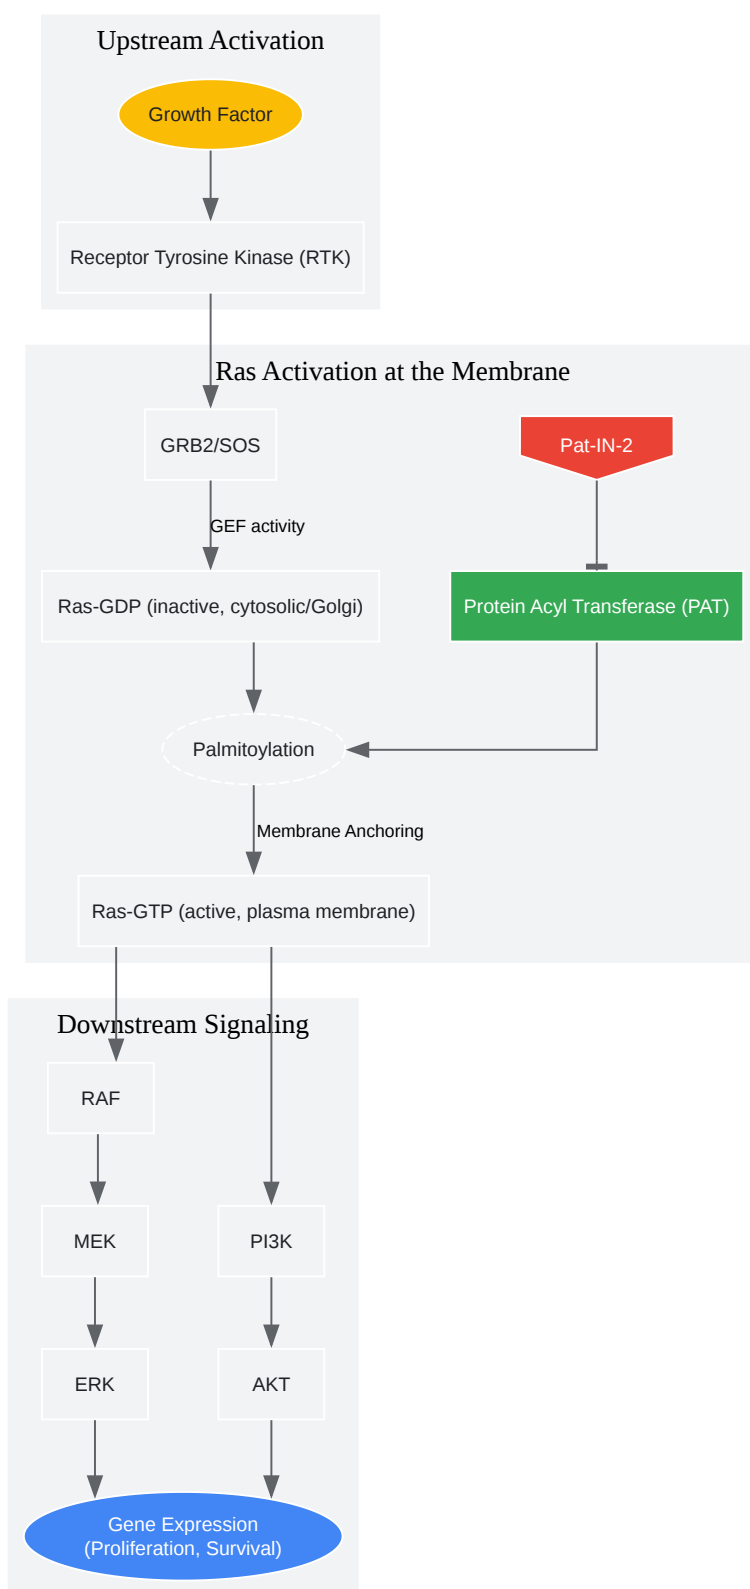 Upstream Activation
Growth Factor
Receptor Tyrosine Kinase (RTK)
Ras Activation at the Membrane
GRB2/SOS
Pat-IN-2
GEF activity
Ras-GDP (inactive, cytosolic/Golgi)
Protein Acyl Transferase (PAT)
Palmitoylation
Membrane Anchoring
Ras-GTP (active, plasma membrane)
Downstream Signaling
RAF
MEK
PI3K
ERK
AKT
Gene Expression
(Proliferation, Survival)